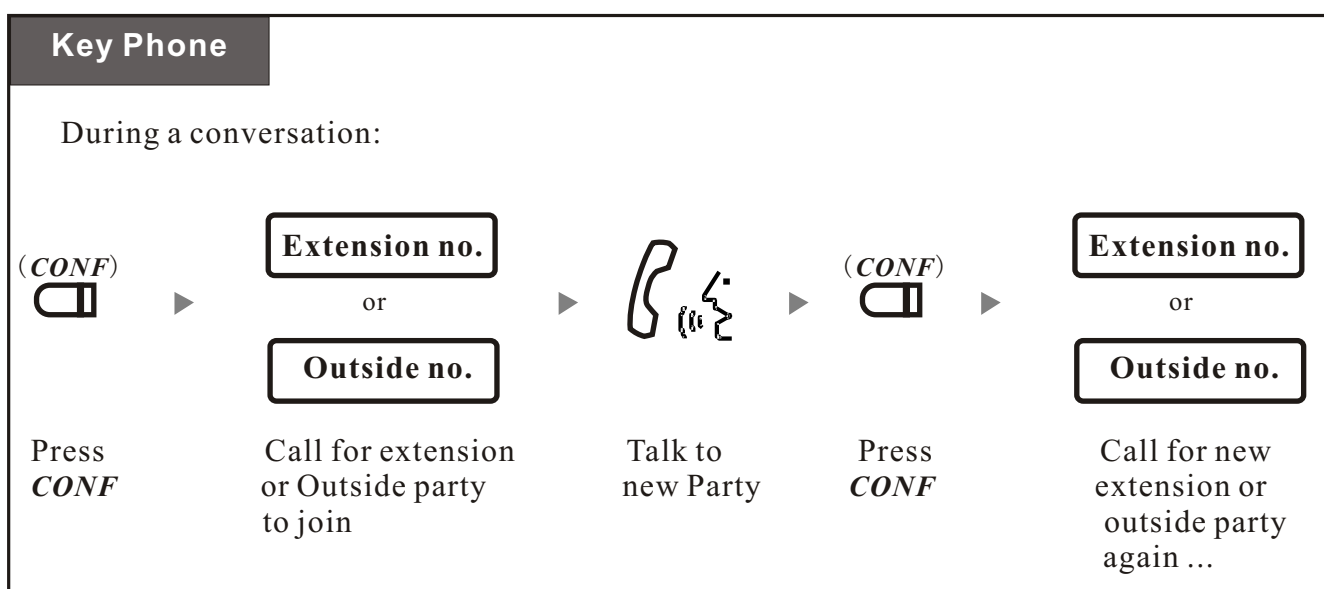 Key Phone
During a conversation:
(CONF)
Extension no.
or
Outside no.
(CONF)
Extension no.
or
Outside no.
Press
CONF
Call for extension
or Outside party
to join
Talk to
new Party
Press
CONF
Call for new
extension or
outside party
again ...